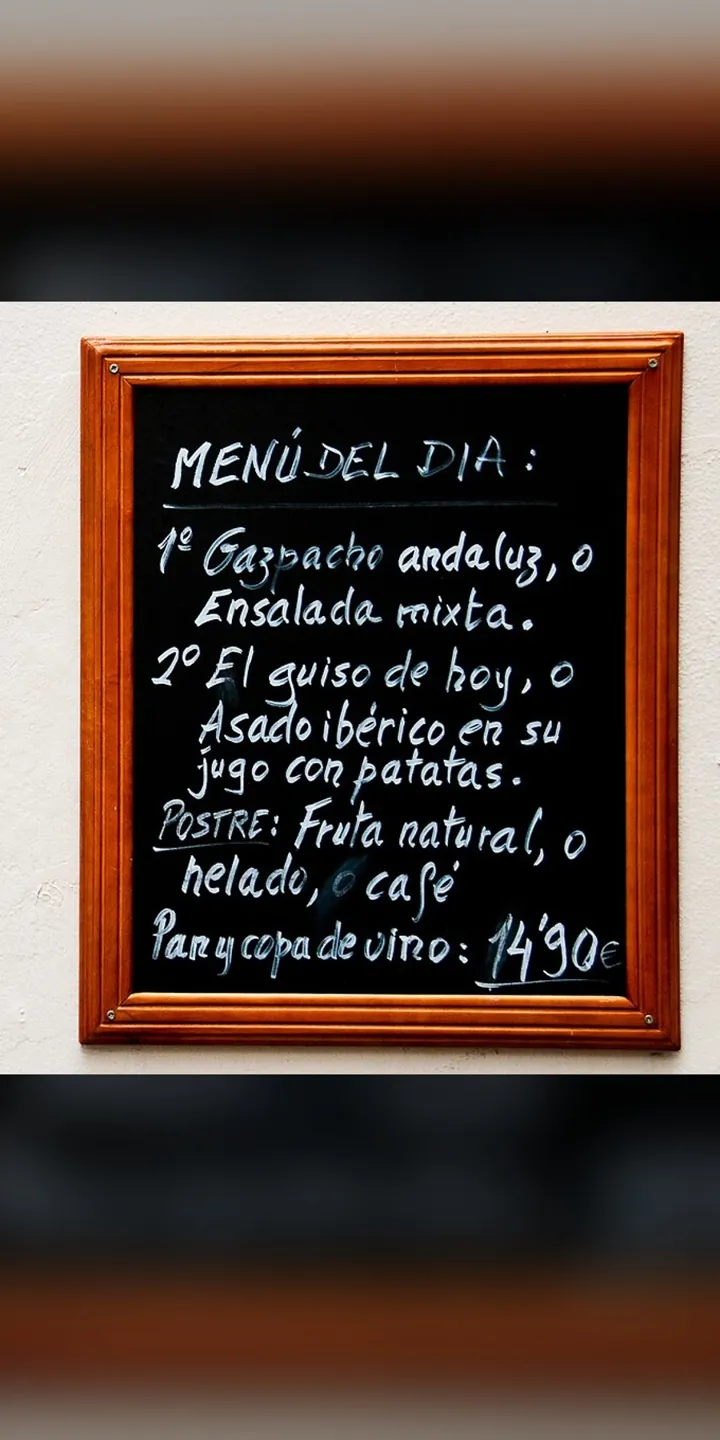 MENÚ DEL DIA :
1º Gazpacho andaluz, o
Ensalada mixta.
2º El guiso de hoy, o
Asado ibérico en su
jugo con patatas.
POSTRE: Fruta natural, o
helado, o café
Pan y copa de vino: 14'90€